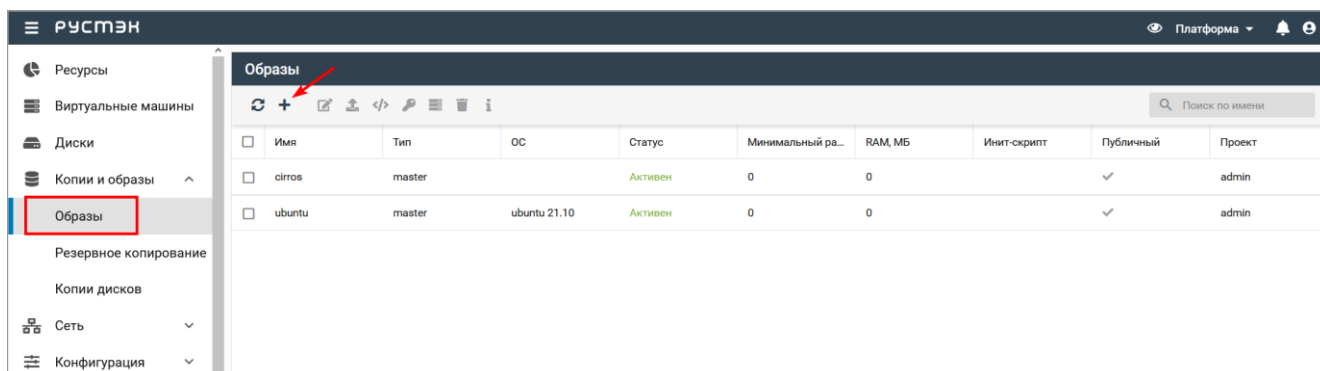 РУСТЭК
Платформа
Ресурсы
Виртуальные машины
Диски
Копии и образы
Образы
Резервное копирование
Копии дисков
Сеть
Конфигурация
Образы
Поиск по имени
Имя Тип ОС Статус Минимальный ра... RAM, МБ Инит-скрипт Публичный Проект
cirros master Активен 0 0 admin
ubuntu master ubuntu 21.10 Активен 0 0 admin